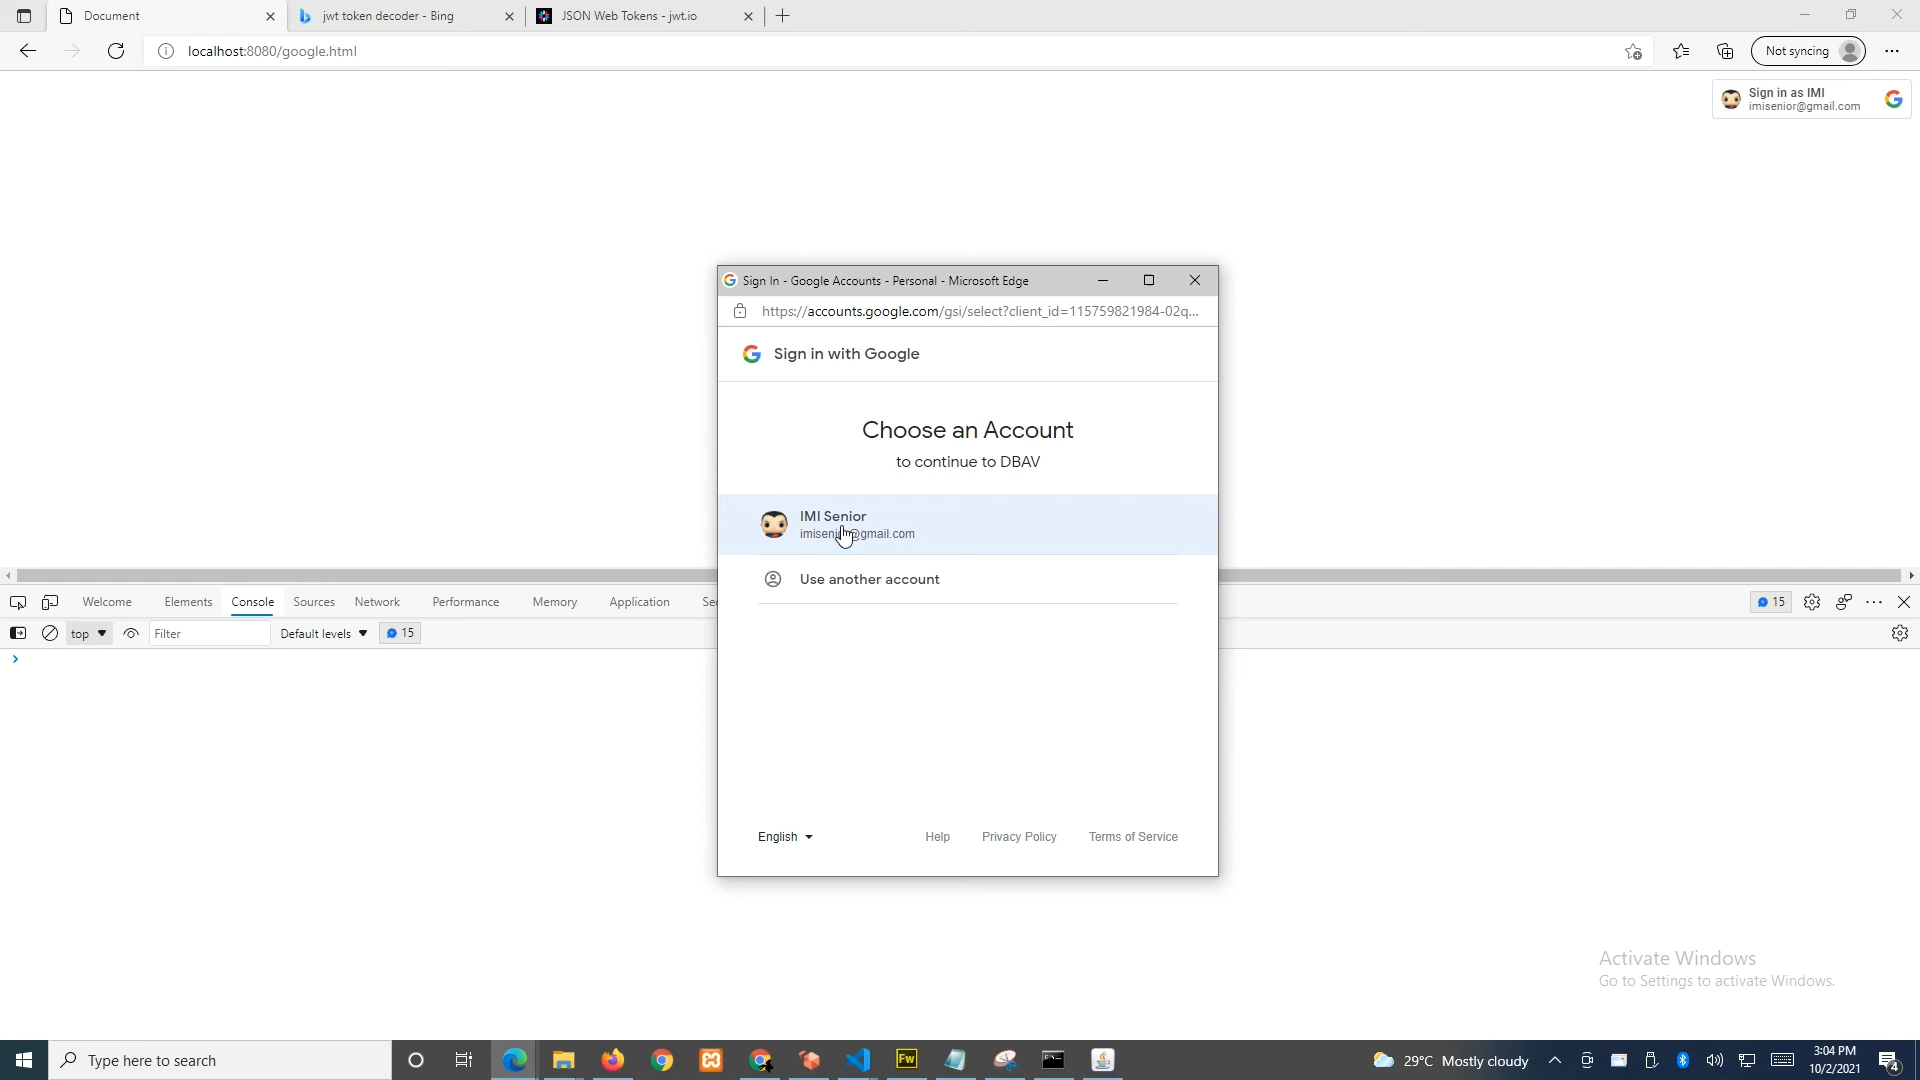 Document
jwt token decoder - Bing
JSON Web Tokens - jwt.io
localhost:8080/google.html
Not syncing
Sign in as IMI
imisenior@gmail.com
Sign In - Google Accounts - Personal - Microsoft Edge
https://accounts.google.com/gsi/select?client_id=115759821984-02q...
Sign in with Google
Choose an Account
to continue to DBAV
IMI Senior
@gmail.com
Use another account
English
Help
Privacy Policy
Terms of Service
Welcome
Elements
Console
Sources
Network
Performance
Memory
Application
15
top
Filter
Default levels
15
Activate Windows
Go to Settings to activate Windows.
Type here to search
Fw
29°C Mostly cloudy
3:04 PM
10/2/2021
4